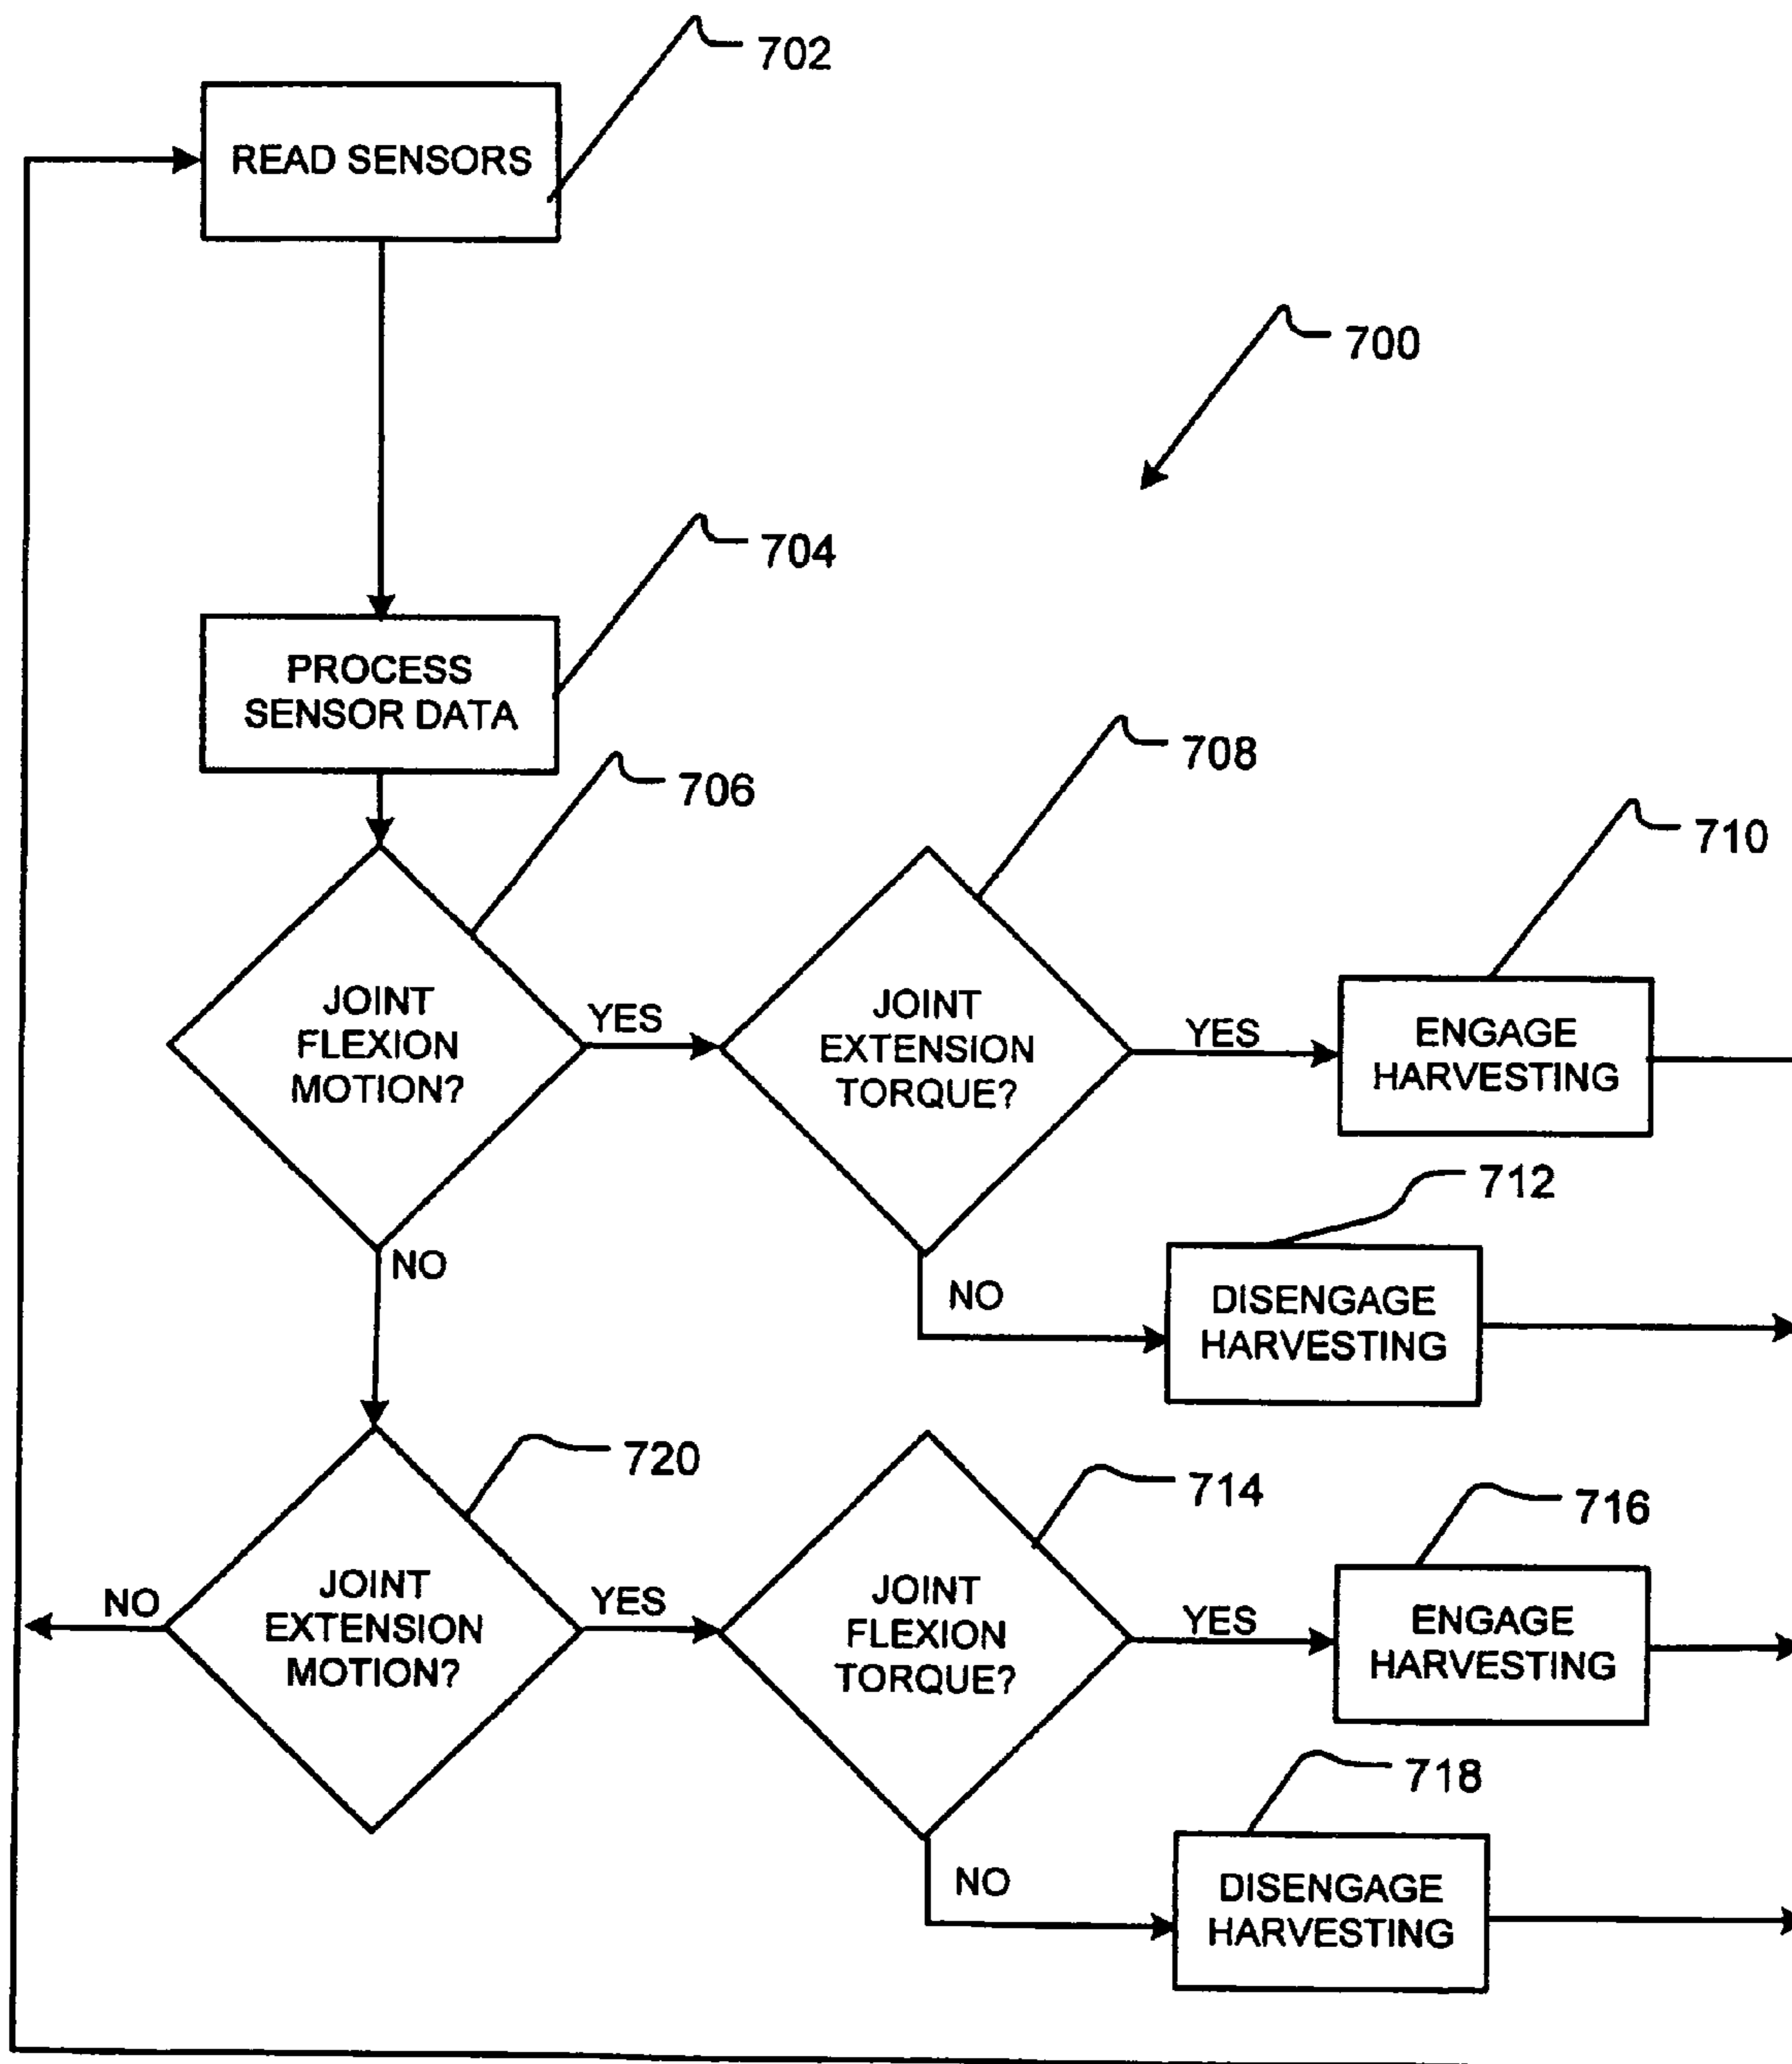 702
READ SENSORS
700
704
PROCESS
SENSOR DATA
706
708
710
JOINT
FLEXION
MOTION?
YES
JOINT
EXTENSION
TORQUE?
YES
ENGAGE
HARVESTING
NO
712
NO
DISENGAGE
HARVESTING
720
714
716
NO
JOINT
EXTENSION
MOTION?
YES
JOINT
FLEXION
TORQUE?
YES
ENGAGE
HARVESTING
718
NO
DISENGAGE
HARVESTING